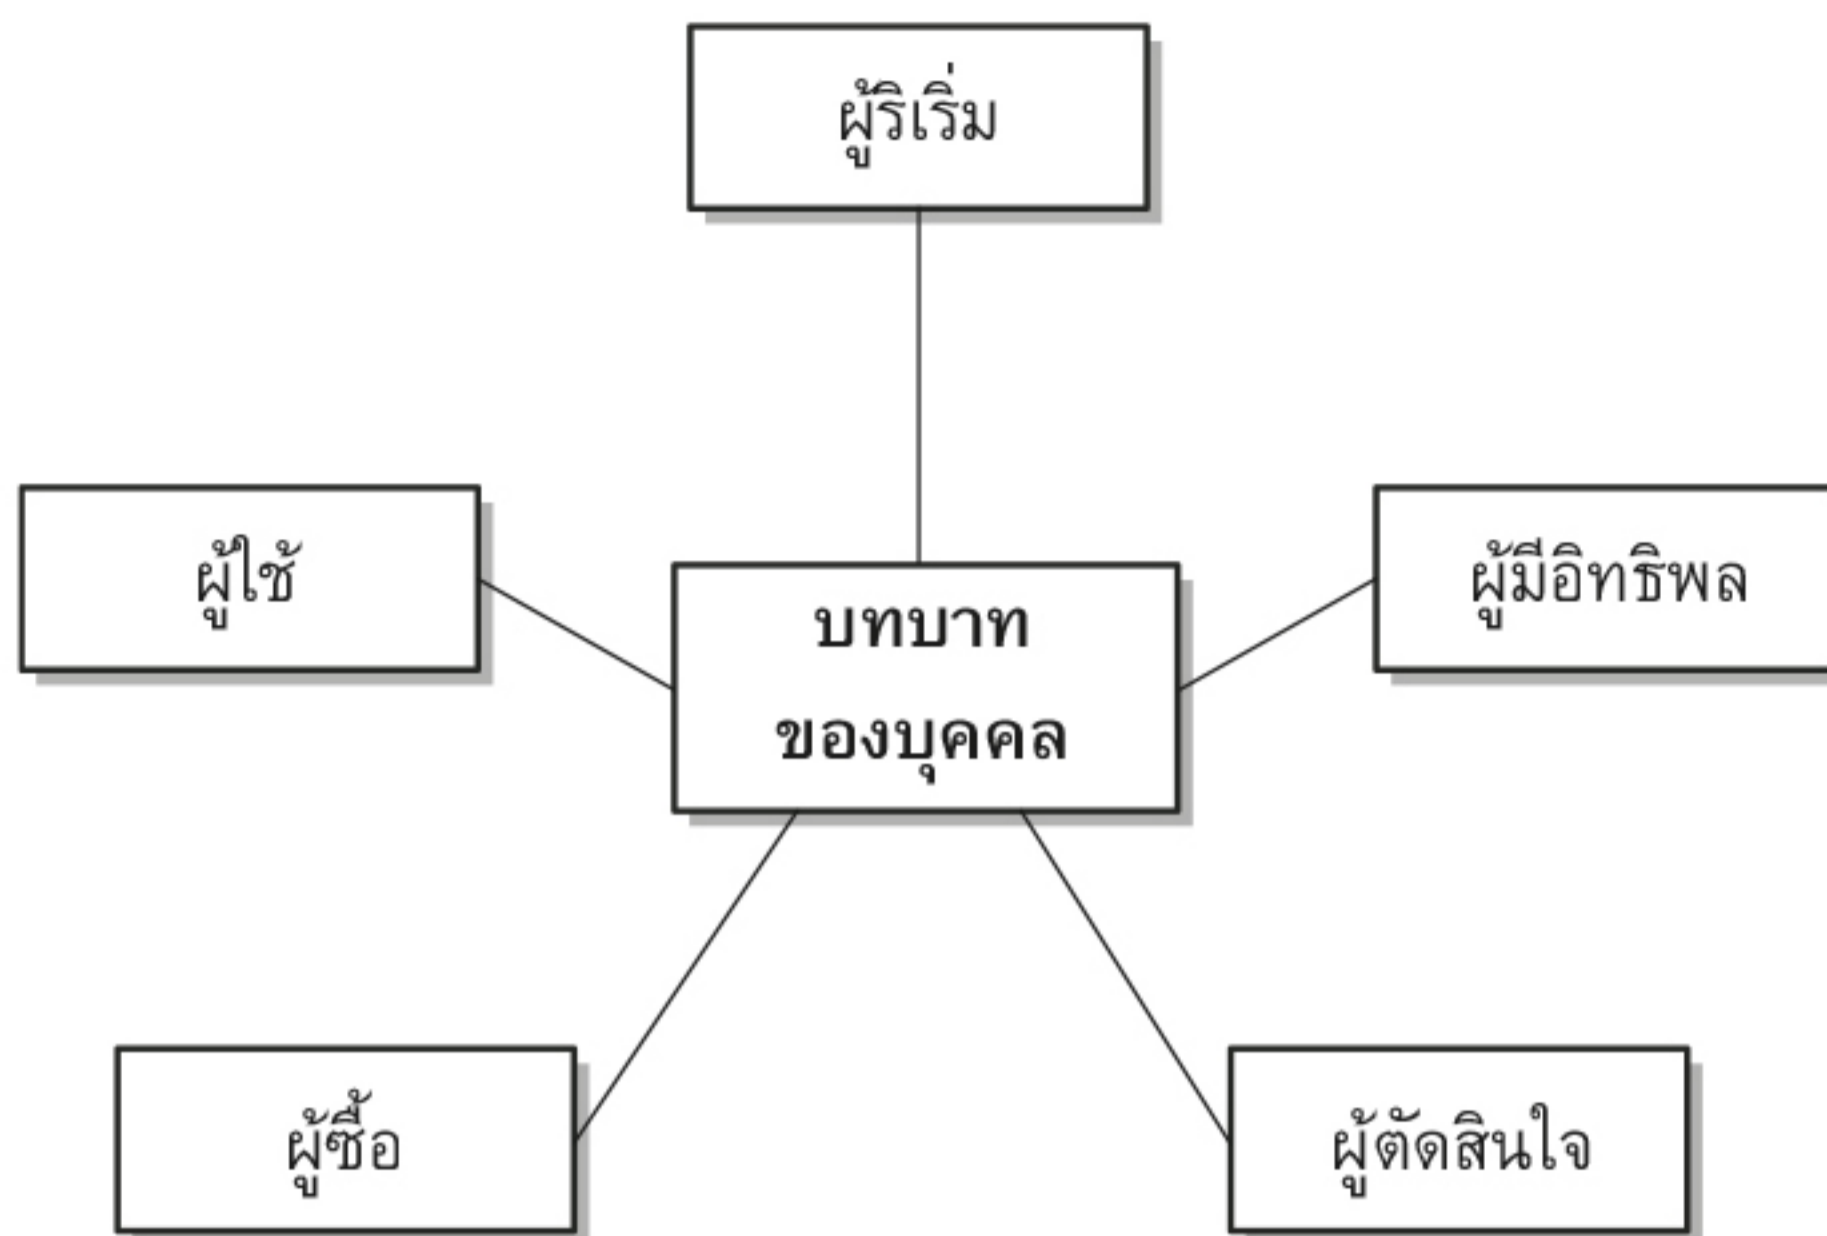 ผู้ริเริ่ม
ผู้ใช้
ผู้มีอิทธิพล
บทบาท
ของบุคคล
ผู้ซื้อ
ผู้ตัดสินใจ